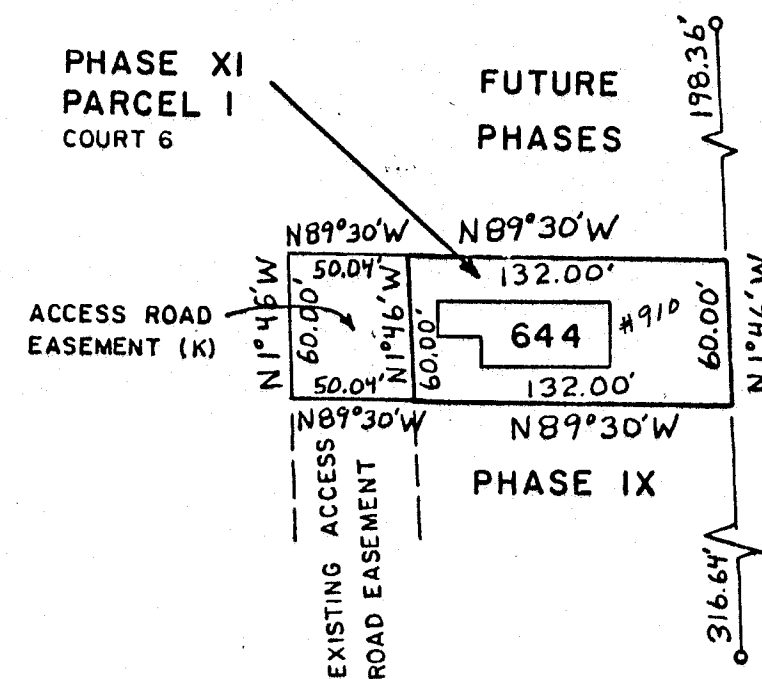 PHASE XI
PARCEL 1
COURT 6
FUTURE
PHASES
198.36'
N89°30'W
N89°30'W
50.04'
132.00'
N1°46'W
60.00'
N1°46'W
60.00'
644
#910
60.00'
N1°46'W
ACCESS ROAD
EASEMENT (K)
50.04'
132.00'
N89°30'W
N89°30'W
PHASE IX
EXISTING ACCESS
ROAD EASEMENT
316.64'